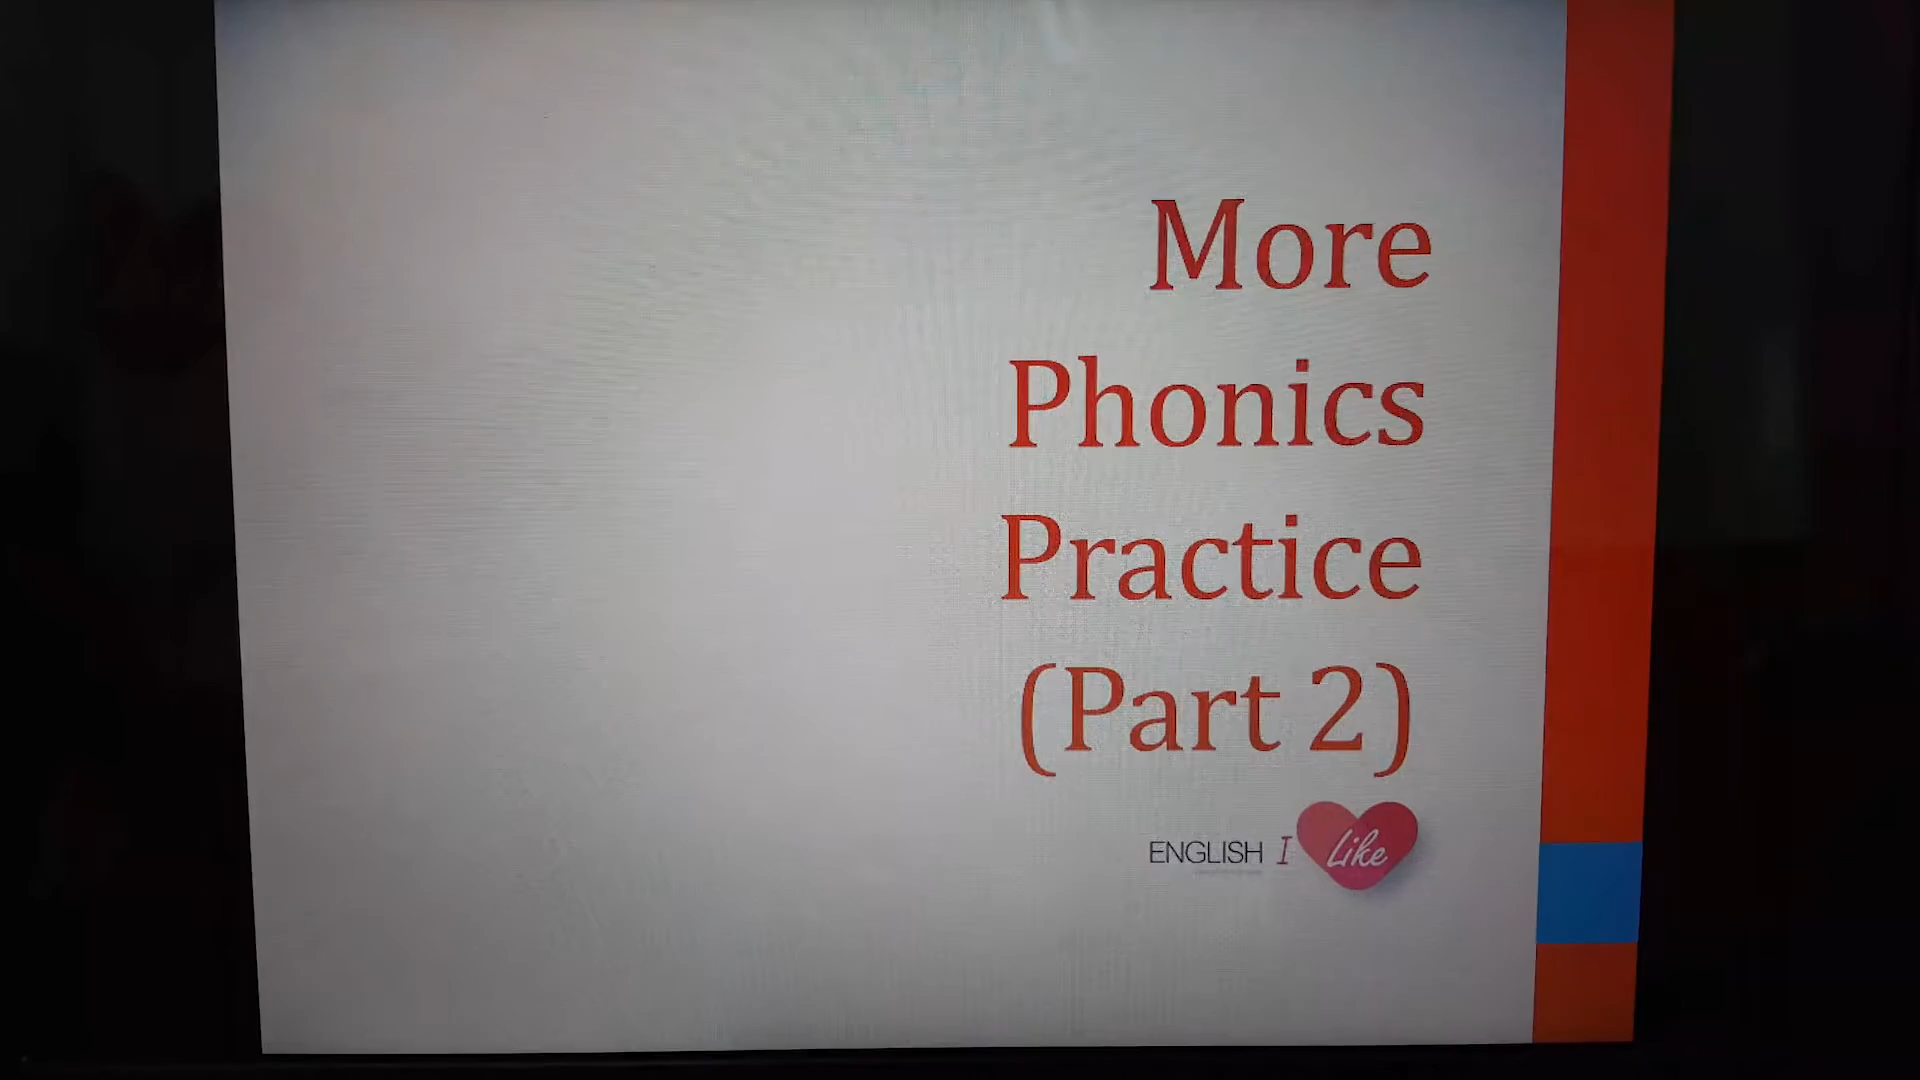 More
Phonics
Practice
(Part 2)
ENGLISH I Like